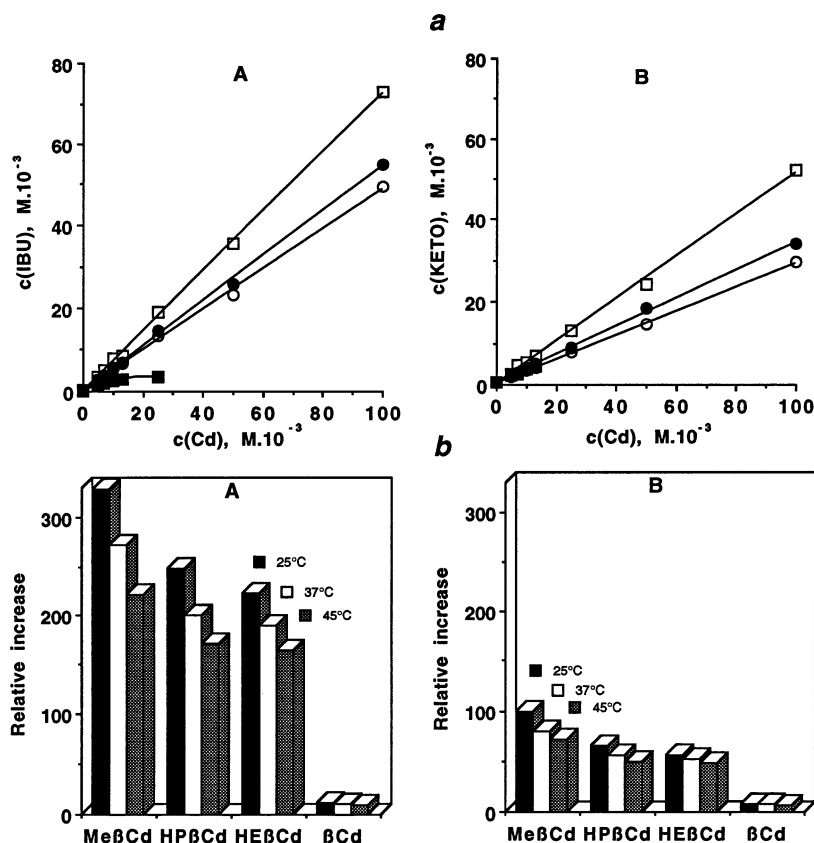 a
A
B
80
60
40
20
0
c(IBU), M.10⁻³
0 20 40 60 80 100
c(Cd), M.10⁻³
80
60
40
20
0
c(KETO), M.10⁻³
0 20 40 60 80 100
c(Cd), M.10⁻³
b
A
B
300
200
100
0
Relative increase
25°C
37°C
45°C
MeβCd HPβCd HEβCd βCd
300
200
100
0
Relative increase
25°C
37°C
45°C
MeβCd HPβCd HEβCd βCd